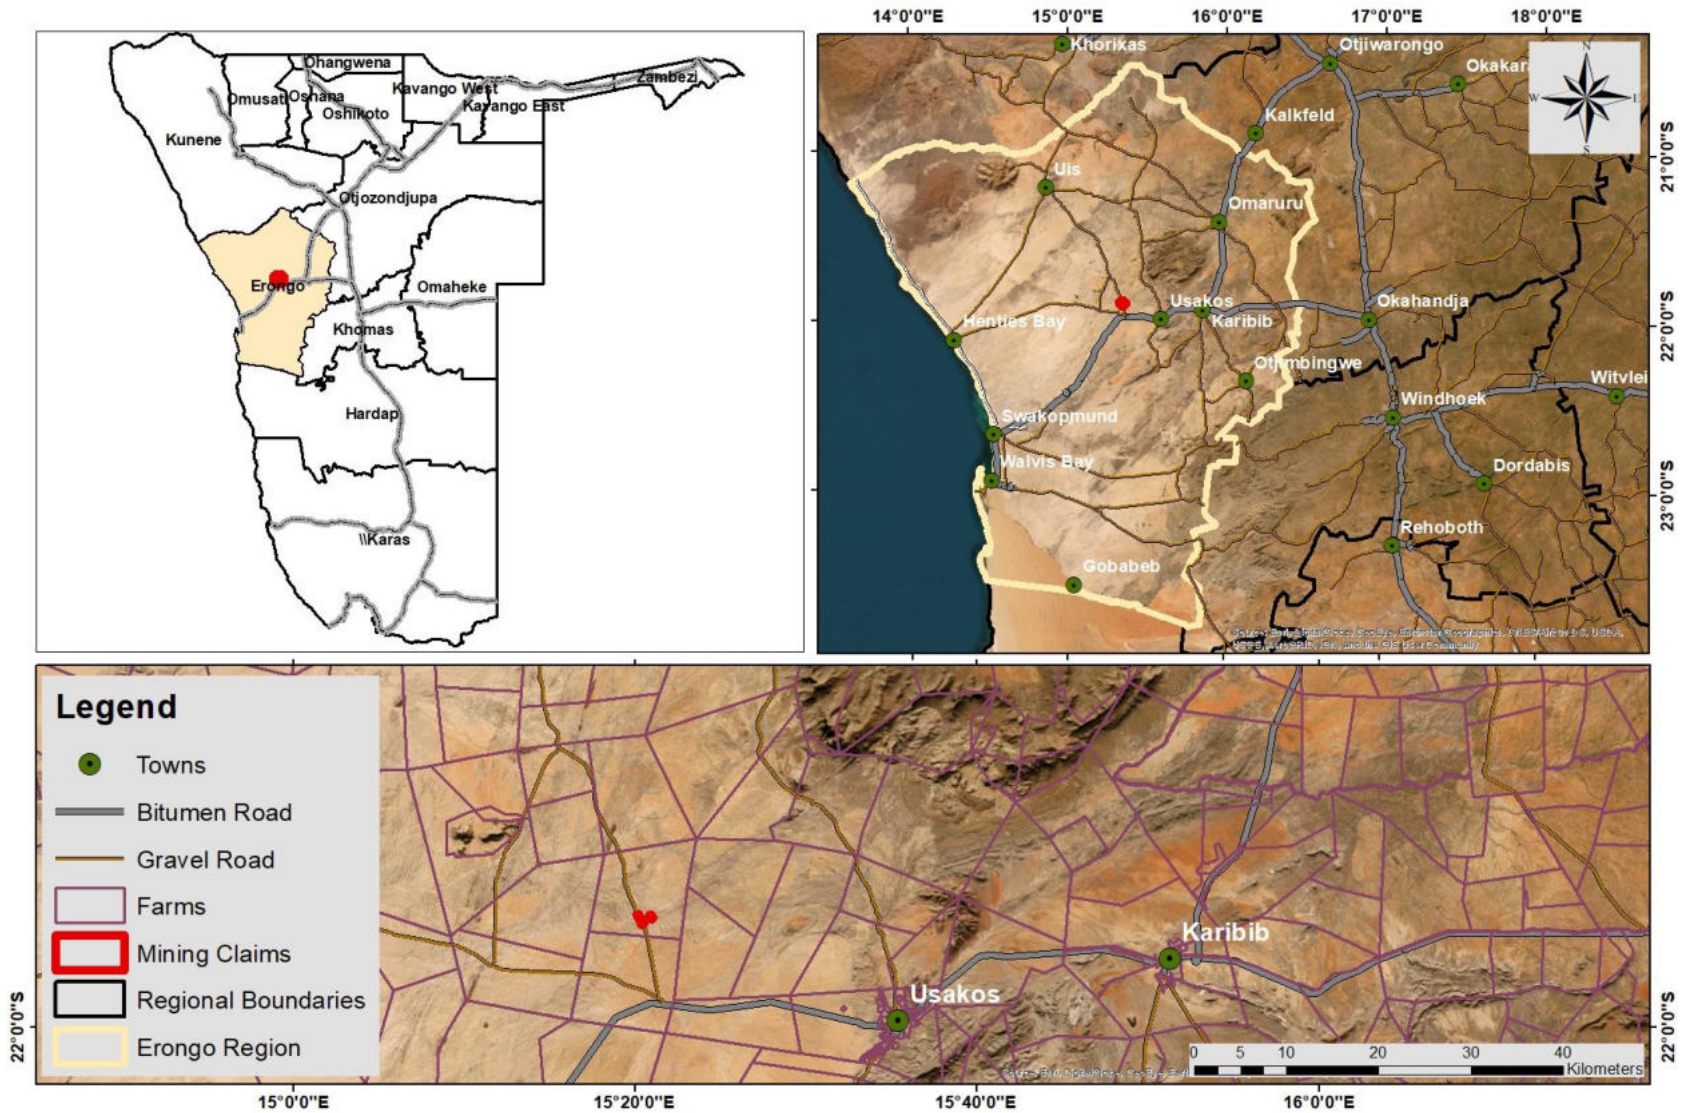 Ohangwena
Omusati
Oshana
Oshikoto
Kavango West
Kavango East
Zambezi
Kunene
Otjozondjupa
Erongo
Omaheke
Khomas
Hardap
\\Karas
14°0'0"E
15°0'0"E
16°0'0"E
17°0'0"E
18°0'0"E
Khorixas
Otjiwarongo
Okakara
N
W
E
S
Kalkfeld
Uis
Omaruru
Usakos
Karibib
Okahandja
Henties Bay
Otjimbingwe
Witvlei
Windhoek
Swakopmund
Walvis Bay
Dordabis
Rehoboth
Gobabeb
21°0'0"S
22°0'0"S
23°0'0"S
Legend
Towns
Bitumen Road
Gravel Road
Farms
Mining Claims
Regional Boundaries
Erongo Region
Karibib
Usakos
0 5 10 20 30 40
Kilometers
22°0'0"S
22°0'0"S
15°0'0"E
15°20'0"E
15°40'0"E
16°0'0"E